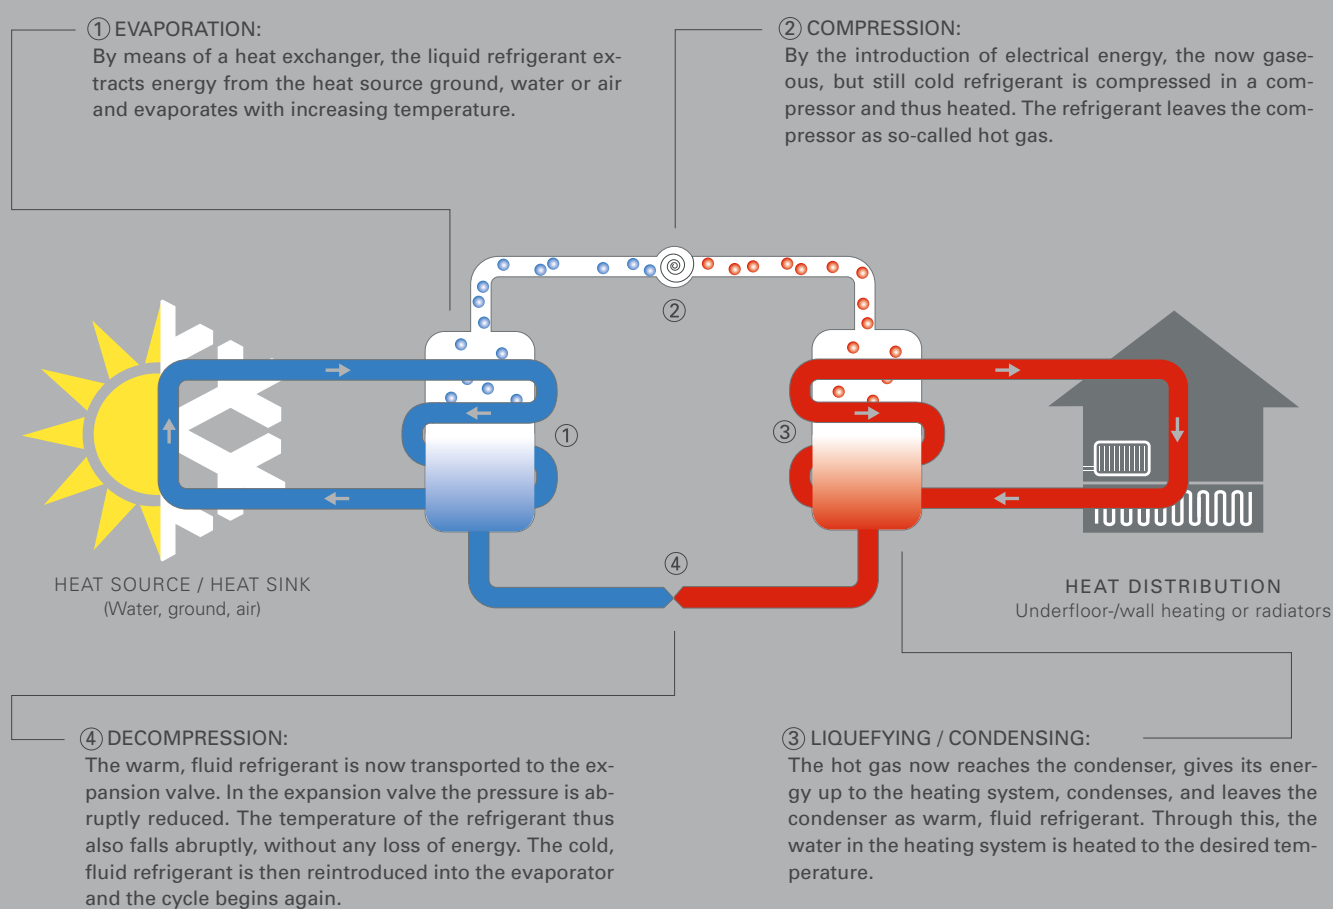 ① EVAPORATION:
By means of a heat exchanger, the liquid refrigerant ex-
tracts energy from the heat source ground, water or air
and evaporates with increasing temperature.
② COMPRESSION:
By the introduction of electrical energy, the now gase-
ous, but still cold refrigerant is compressed in a com-
pressor and thus heated. The refrigerant leaves the com-
pressor as so-called hot gas.
②
①
③
④
HEAT SOURCE / HEAT SINK
(Water, ground, air)
HEAT DISTRIBUTION
Underfloor-/wall heating or radiators
④ DECOMPRESSION:
The warm, fluid refrigerant is now transported to the ex-
pansion valve. In the expansion valve the pressure is ab-
ruptly reduced. The temperature of the refrigerant thus
also falls abruptly, without any loss of energy. The cold,
fluid refrigerant is then reintroduced into the evaporator
and the cycle begins again.
③ LIQUEFYING / CONDENSING:
The hot gas now reaches the condenser, gives its ener-
gy up to the heating system, condenses, and leaves the
condenser as warm, fluid refrigerant. Through this, the
water in the heating system is heated to the desired tem-
perature.